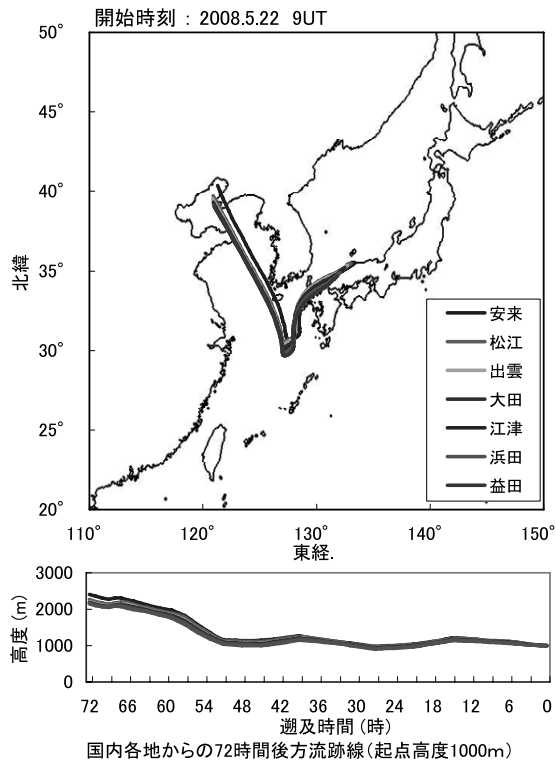 開始時刻 : 2008.5.22 9UT
50°
45°
40°
35°
30°
25°
20°
北緯
110° 120° 130° 140° 150°
東経.
安来
松江
出雲
大田
江津
浜田
益田
3000
2000
1000
0
高度(m)
72 66 60 54 48 42 36 30 24 18 12 6 0
遡及時間(時)
国内各地からの72時間後方流跡線(起点高度1000m)